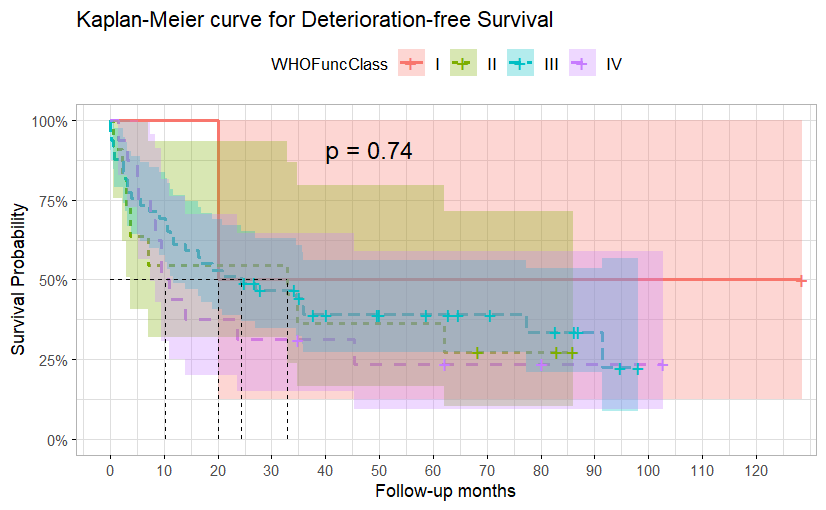 Kaplan-Meier curve for Deterioration-free Survival
WHOFuncClass I II III IV
p = 0.74
100%
75%
50%
25%
0%
Survival Probability
0 10 20 30 40 50 60 70 80 90 100 110 120
Follow-up months